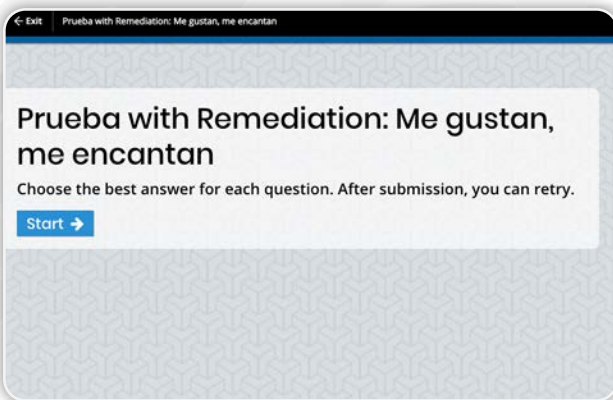 ← Exit Prueba with Remediation: Me gustan, me encantan
Prueba with Remediation: Me gustan,
me encantan
Choose the best answer for each question. After submission, you can retry.
Start →